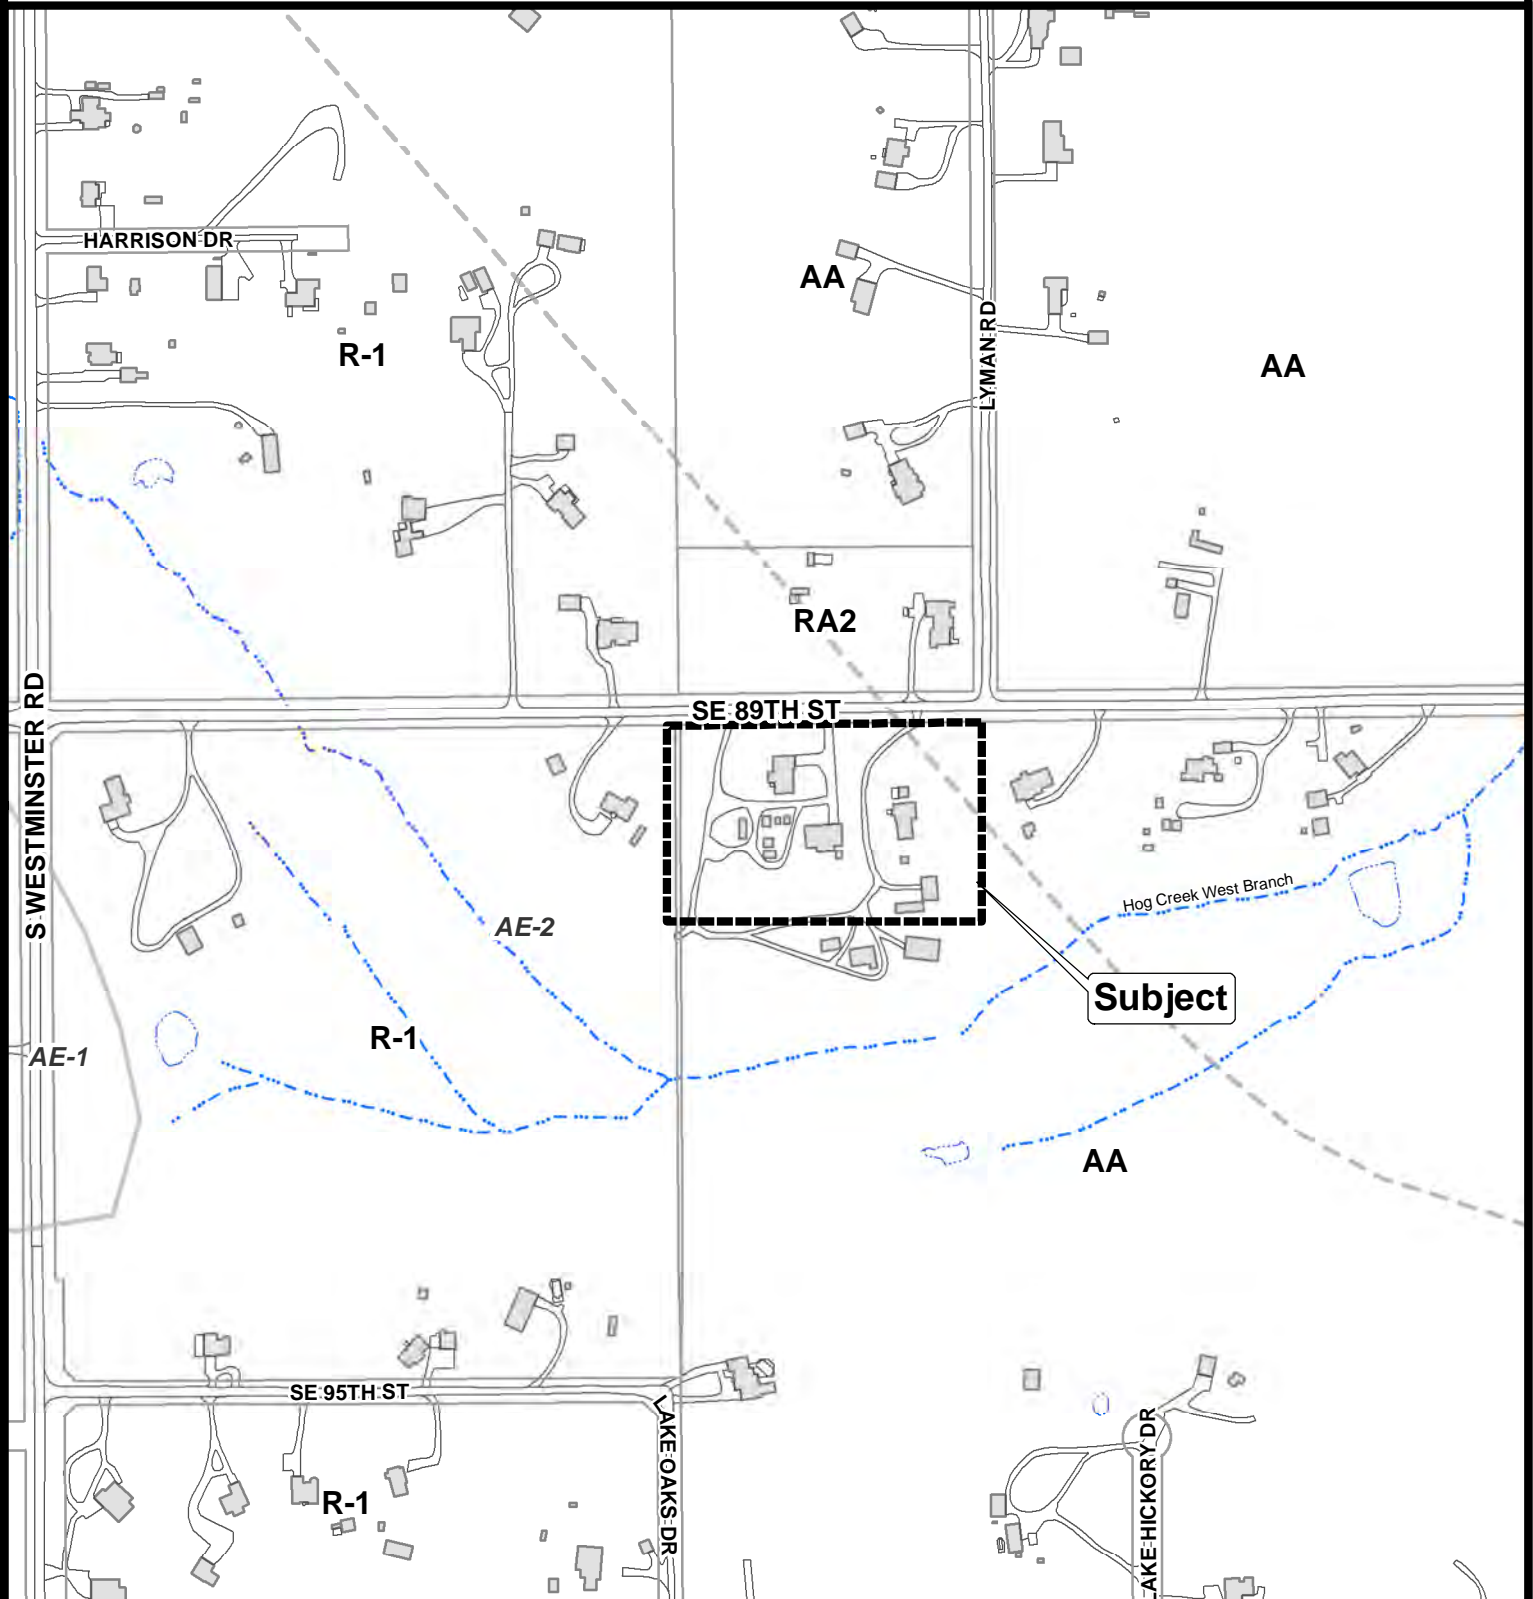 HARRISON DR
AA
LYMAN RD
R-1
AA
RA2
S WESTMINSTER RD
SE 89TH ST
Hog Creek West Branch
AE-2
Subject
R-1
AE-1
AA
SE 95TH ST
LAKE OAKS DR
R-1
LAKE HICKORY DR